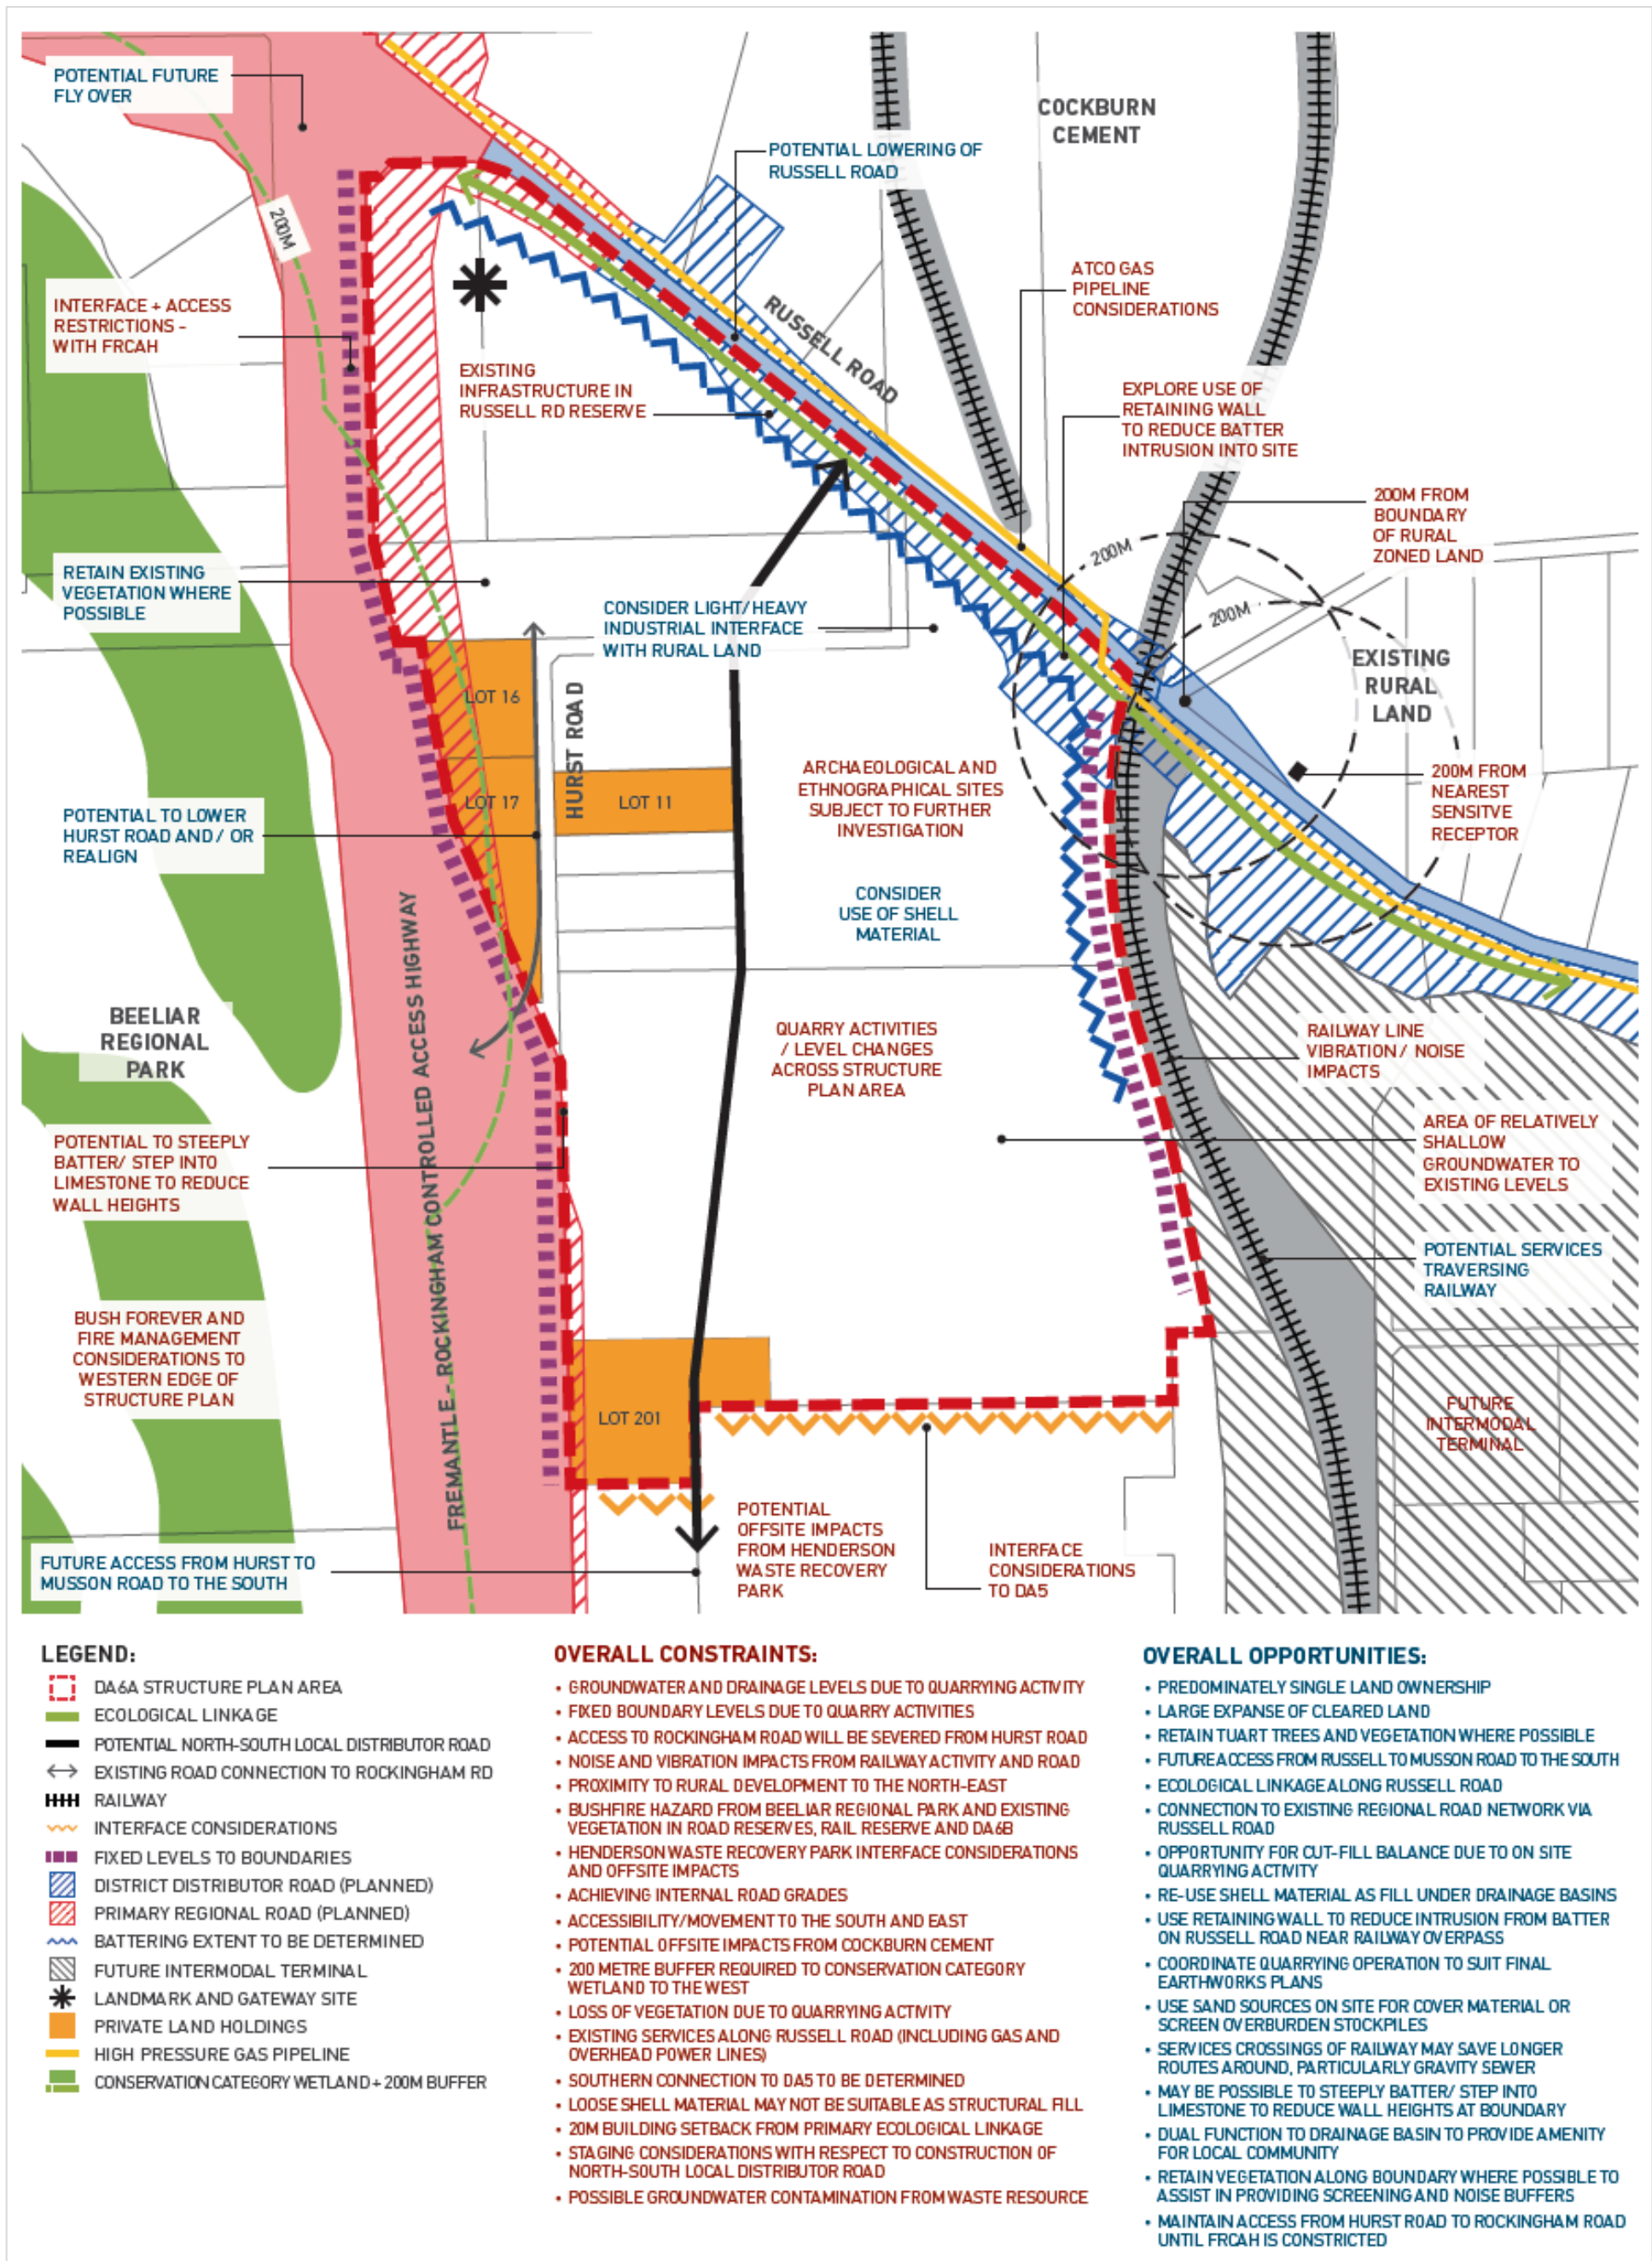 POTENTIAL FUTURE
FLY OVER
COCKBURN
CEMENT
POTENTIAL LOWERING OF
RUSSELL ROAD
200M
ATCO GAS
PIPELINE
CONSIDERATIONS
INTERFACE + ACCESS
RESTRICTIONS -
WITH FRCAH
RUSSELL ROAD
EXISTING
INFRASTRUCTURE IN
RUSSELL RD RESERVE
EXPLORE USE OF
RETAINING WALL
TO REDUCE BATTER
INTRUSION INTO SITE
200M FROM
BOUNDARY
OF RURAL
ZONED LAND
200M
RETAIN EXISTING
VEGETATION WHERE
POSSIBLE
CONSIDER LIGHT/HEAVY
INDUSTRIAL INTERFACE
WITH RURAL LAND
200M
EXISTING
RURAL
LAND
LOT 16
HURST ROAD
ARCHAEOLOGICAL AND
ETHNOGRAPHICAL SITES
SUBJECT TO FURTHER
INVESTIGATION
200M FROM
NEAREST
SENSITVE
RECEPTOR
LOT 17
LOT 11
POTENTIAL TO LOWER
HURST ROAD AND / OR
REALIGN
CONSIDER
USE OF SHELL
MATERIAL
FREMANTLE - ROCKINGHAM CONTROLLED ACCESS HIGHWAY
BEELIAR
REGIONAL
PARK
QUARRY ACTIVITIES
/ LEVEL CHANGES
ACROSS STRUCTURE
PLAN AREA
RAILWAY LINE
VIBRATION / NOISE
IMPACTS
POTENTIAL TO STEEPLY
BATTER/ STEP INTO
LIMESTONE TO REDUCE
WALL HEIGHTS
AREA OF RELATIVELY
SHALLOW
GROUNDWATER TO
EXISTING LEVELS
POTENTIAL SERVICES
TRAVERSING
RAILWAY
BUSH FOREVER AND
FIRE MANAGEMENT
CONSIDERATIONS TO
WESTERN EDGE OF
STRUCTURE PLAN
LOT 201
FUTURE
INTERMODAL
TERMINAL
POTENTIAL
OFFSITE IMPACTS
FROM HENDERSON
WASTE RECOVERY
PARK
INTERFACE
CONSIDERATIONS
TO DA5
FUTURE ACCESS FROM HURST TO
MUSSON ROAD TO THE SOUTH
LEGEND:
DA6A STRUCTURE PLAN AREA
ECOLOGICAL LINKAGE
POTENTIAL NORTH-SOUTH LOCAL DISTRIBUTOR ROAD
EXISTING ROAD CONNECTION TO ROCKINGHAM RD
RAILWAY
INTERFACE CONSIDERATIONS
FIXED LEVELS TO BOUNDARIES
DISTRICT DISTRIBUTOR ROAD (PLANNED)
PRIMARY REGIONAL ROAD (PLANNED)
BATTERING EXTENT TO BE DETERMINED
FUTURE INTERMODAL TERMINAL
LANDMARK AND GATEWAY SITE
PRIVATE LAND HOLDINGS
HIGH PRESSURE GAS PIPELINE
CONSERVATION CATEGORY WETLAND + 200M BUFFER
OVERALL CONSTRAINTS:
• GROUNDWATER AND DRAINAGE LEVELS DUE TO QUARRYING ACTIVITY
• FIXED BOUNDARY LEVELS DUE TO QUARRY ACTIVITIES
• ACCESS TO ROCKINGHAM ROAD WILL BE SEVERED FROM HURST ROAD
• NOISE AND VIBRATION IMPACTS FROM RAILWAY ACTIVITY AND ROAD
• PROXIMITY TO RURAL DEVELOPMENT TO THE NORTH-EAST
• BUSHFIRE HAZARD FROM BEELIAR REGIONAL PARK AND EXISTING
VEGETATION IN ROAD RESERVES, RAIL RESERVE AND DA6B
• HENDERSON WASTE RECOVERY PARK INTERFACE CONSIDERATIONS
AND OFFSITE IMPACTS
• ACHIEVING INTERNAL ROAD GRADES
• ACCESSIBILITY/MOVEMENT TO THE SOUTH AND EAST
• POTENTIAL OFFSITE IMPACTS FROM COCKBURN CEMENT
• 200 METRE BUFFER REQUIRED TO CONSERVATION CATEGORY
WETLAND TO THE WEST
• LOSS OF VEGETATION DUE TO QUARRYING ACTIVITY
• EXISTING SERVICES ALONG RUSSELL ROAD (INCLUDING GAS AND
OVERHEAD POWER LINES)
• SOUTHERN CONNECTION TO DA5 TO BE DETERMINED
• LOOSE SHELL MATERIAL MAY NOT BE SUITABLE AS STRUCTURAL FILL
• 20M BUILDING SETBACK FROM PRIMARY ECOLOGICAL LINKAGE
• STAGING CONSIDERATIONS WITH RESPECT TO CONSTRUCTION OF
NORTH-SOUTH LOCAL DISTRIBUTOR ROAD
• POSSIBLE GROUNDWATER CONTAMINATION FROM WASTE RESOURCE
OVERALL OPPORTUNITIES:
• PREDOMINATELY SINGLE LAND OWNERSHIP
• LARGE EXPANSE OF CLEARED LAND
• RETAIN TUART TREES AND VEGETATION WHERE POSSIBLE
• FUTURE ACCESS FROM RUSSELL TO MUSSON ROAD TO THE SOUTH
• ECOLOGICAL LINKAGE ALONG RUSSELL ROAD
• CONNECTION TO EXISTING REGIONAL ROAD NETWORK VIA
RUSSELL ROAD
• OPPORTUNITY FOR CUT-FILL BALANCE DUE TO ON SITE
QUARRYING ACTIVITY
• RE-USE SHELL MATERIAL AS FILL UNDER DRAINAGE BASINS
• USE RETAINING WALL TO REDUCE INTRUSION FROM BATTER
ON RUSSELL ROAD NEAR RAILWAY OVERPASS
• COORDINATE QUARRYING OPERATION TO SUIT FINAL
EARTHWORKS PLANS
• USE SAND SOURCES ON SITE FOR COVER MATERIAL OR
SCREEN OVERBURDEN STOCKPILES
• SERVICES CROSSINGS OF RAILWAY MAY SAVE LONGER
ROUTES AROUND, PARTICULARLY GRAVITY SEWER
• MAY BE POSSIBLE TO STEEPLY BATTER/ STEP INTO
LIMESTONE TO REDUCE WALL HEIGHTS AT BOUNDARY
• DUAL FUNCTION TO DRAINAGE BASIN TO PROVIDE AMENITY
FOR LOCAL COMMUNITY
• RETAIN VEGETATION ALONG BOUNDARY WHERE POSSIBLE TO
ASSIST IN PROVIDING SCREENING AND NOISE BUFFERS
• MAINTAIN ACCESS FROM HURST ROAD TO ROCKINGHAM ROAD
UNTIL FRCAH IS CONSTRICTED